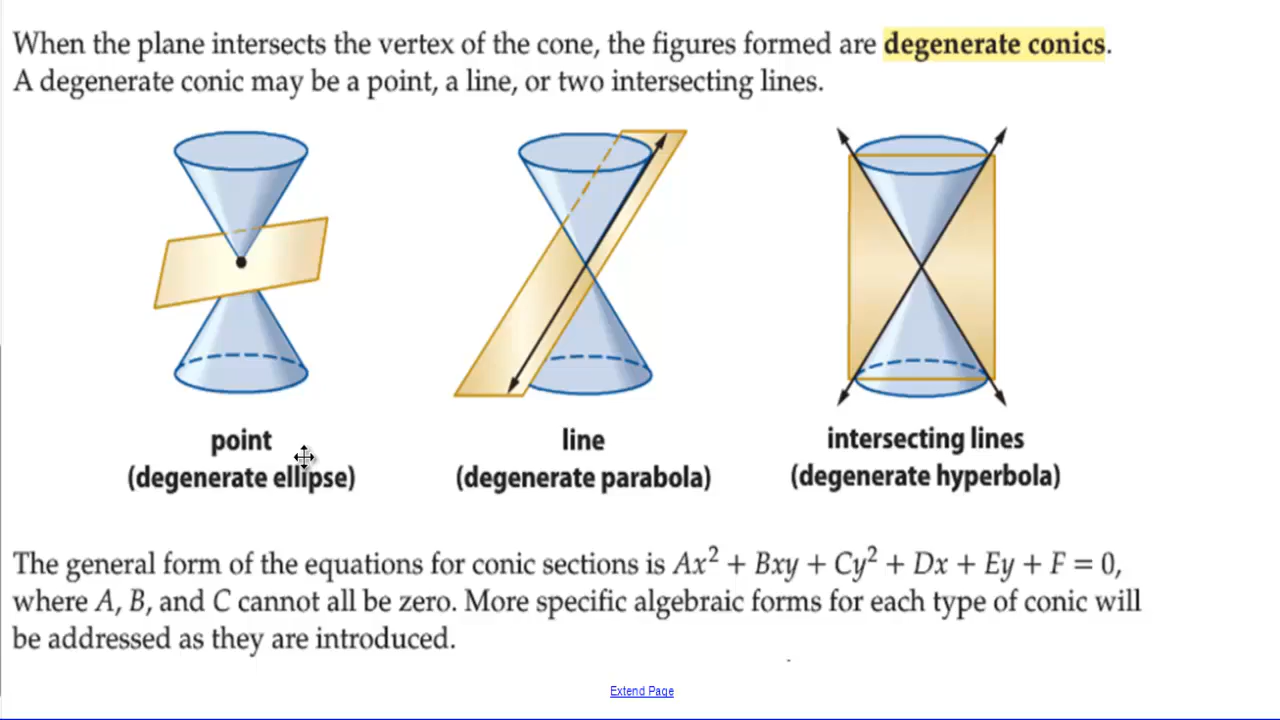 When the plane intersects the vertex of the cone, the figures formed are degenerate conics.
A degenerate conic may be a point, a line, or two intersecting lines.
point
(degenerate ellipse)
line
(degenerate parabola)
intersecting lines
(degenerate hyperbola)
The general form of the equations for conic sections is Ax² + Bxy + Cy² + Dx + Ey + F = 0,
where A, B, and C cannot all be zero. More specific algebraic forms for each type of conic will
be addressed as they are introduced.
Extend Page